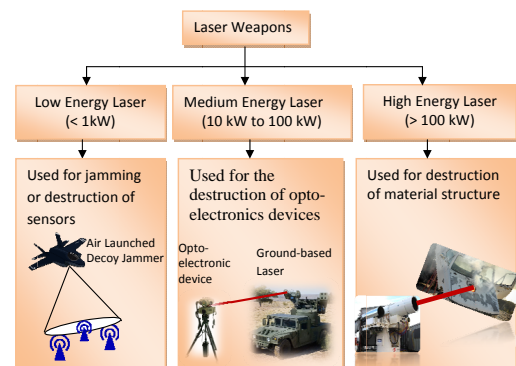 Laser Weapons
Low Energy Laser
(< 1kW)
Medium Energy Laser
(10 kW to 100 kW)
High Energy Laser
(> 100 kW)
Used for jamming
or destruction of
sensors
Air Launched
Decoy Jammer
Used for the
destruction of opto-
electronics devices
Opto-
electronic
device
Ground-based
Laser
Used for destruction
of material structure